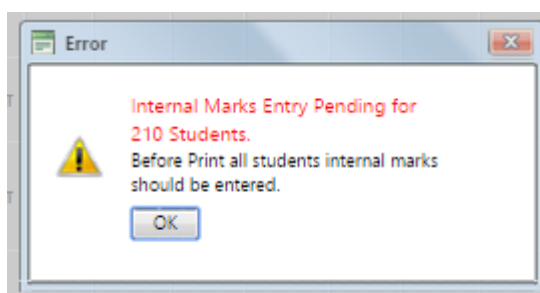 Error
Internal Marks Entry Pending for
210 Students.
Before Print all students internal marks
should be entered.
OK